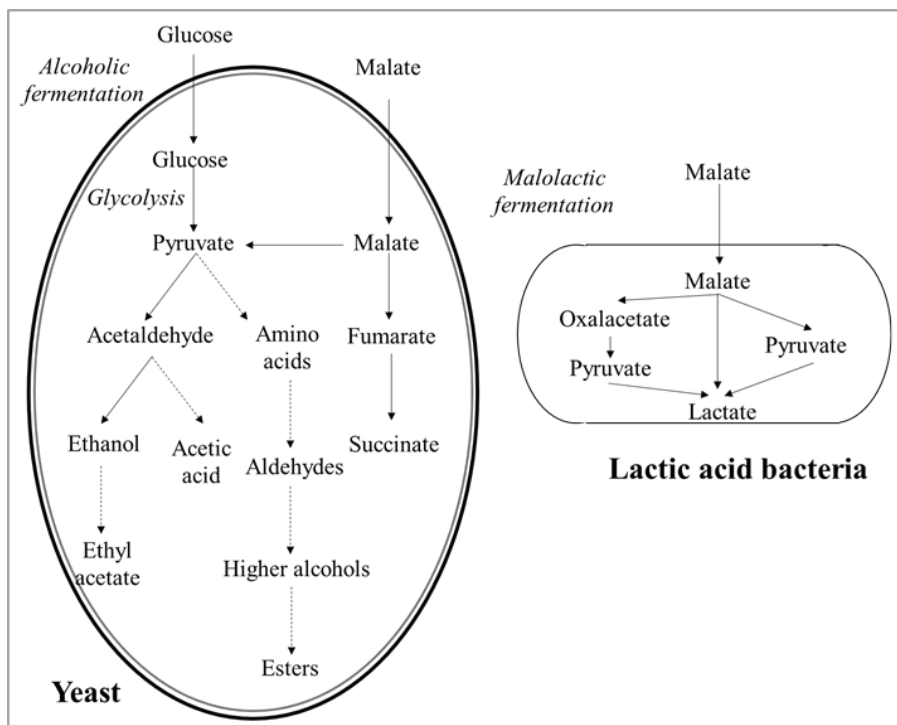 Glucose
Alcoholic
fermentation
Malate
Glucose
Glycolysis
Pyruvate
Malate
Acetaldehyde
Amino
acids
Fumarate
Ethanol
Acetic
acid
Aldehydes
Succinate
Ethyl
acetate
Higher alcohols
Esters
Yeast
Malolactic
fermentation
Malate
Malate
Oxalacetate
Pyruvate
Pyruvate
Lactate
Lactic acid bacteria